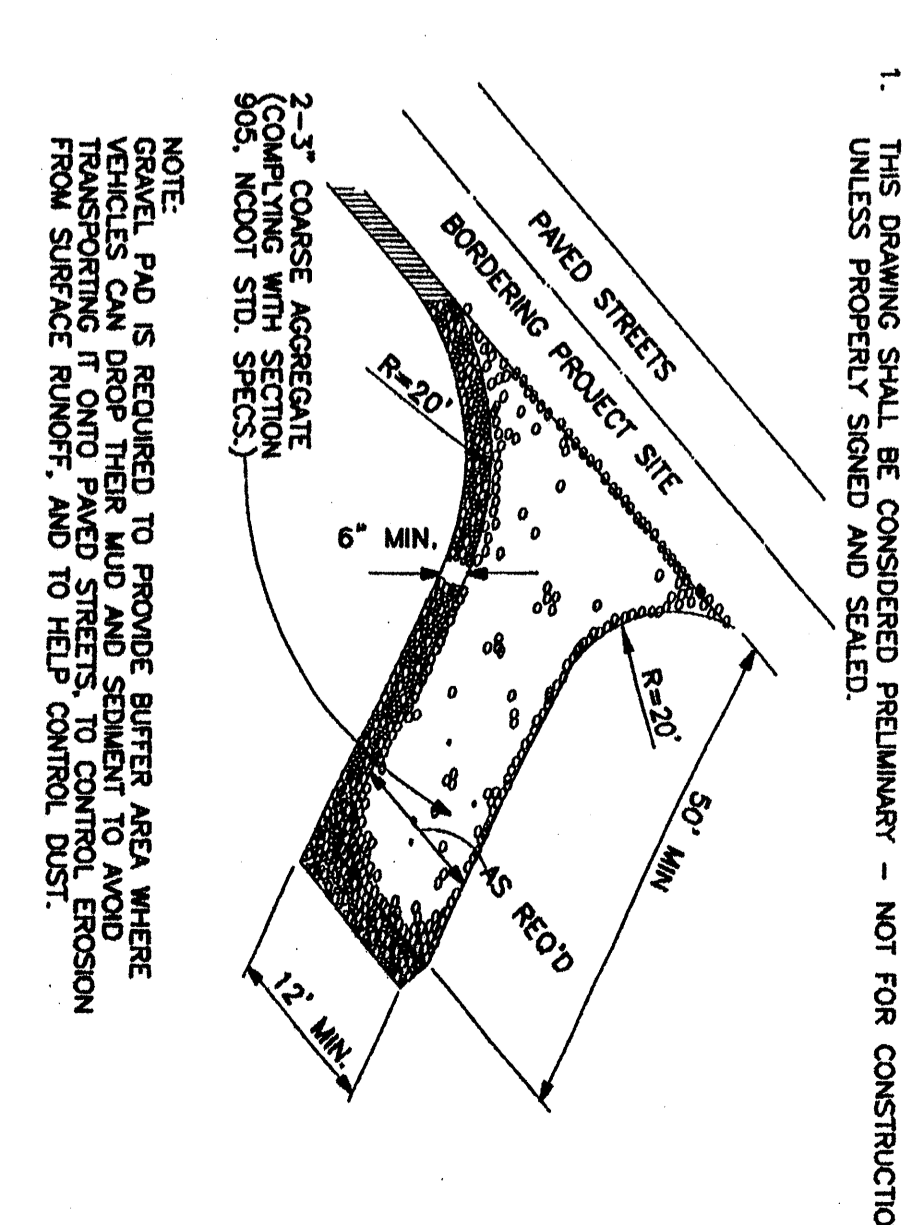 1. THIS DRAWING SHALL BE CONSIDERED PRELIMINARY - NOT FOR
UNLESS PROPERLY SIGNED AND SEALED.
PAVED STREETS
BORDERING PROJECT SITE
R=20'
R=20'
6" MIN.
50' MIN
AS REQ'D
12' MIN.
2-3" COARSE AGGREGATE
(COMPLYING WITH SECTION
905, NCDOT STD. SPECS.)
NOTE:
GRAVEL PAD IS REQUIRED TO PROVIDE BUFFER AREA WHERE
VEHICLES CAN DROP THEIR MUD AND SEDIMENT TO AVOID
TRANSPORTING IT ONTO PAVED STREETS, TO CONTROL EROSION
FROM SURFACE RUNOFF, AND TO HELP CONTROL DUST.